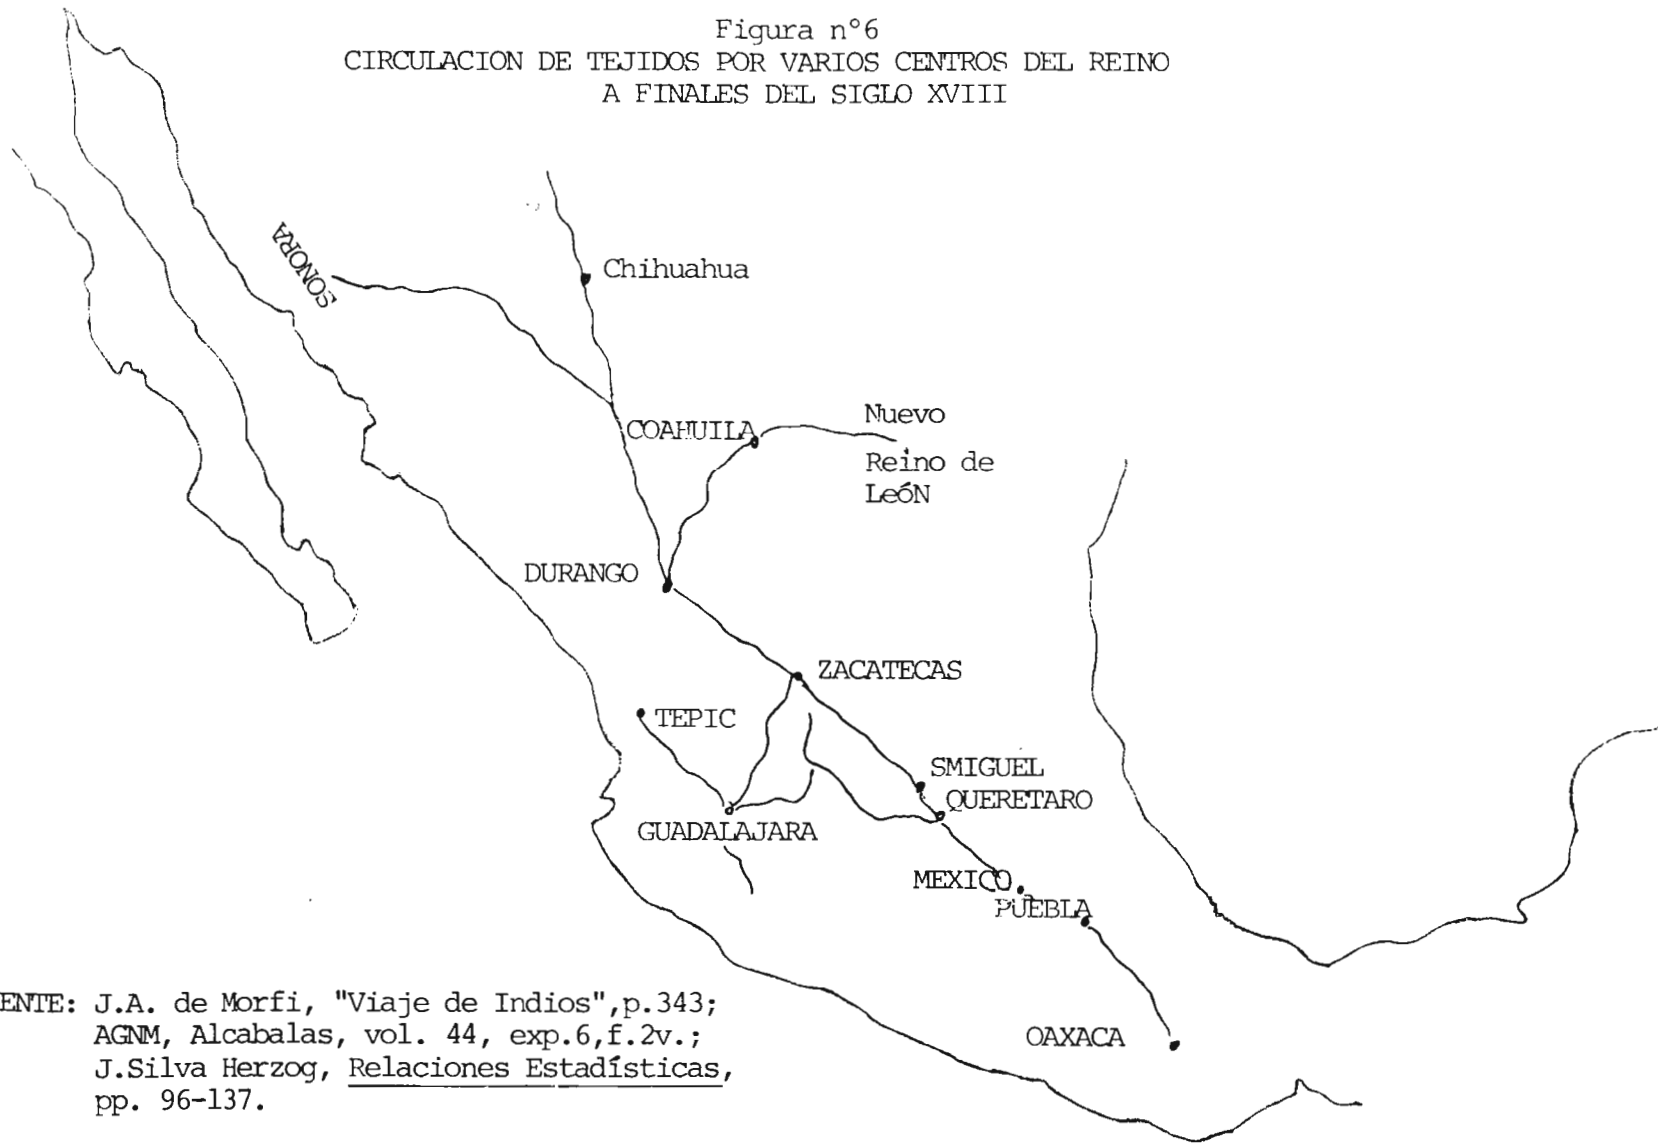 Figura n°6
CIRCULACION DE TEJIDOS POR VARIOS CENTROS DEL REINO
A FINALES DEL SIGLO XVIII
SONORA
Chihuahua
COAHUILA
Nuevo
Reino de
LeóN
DURANGO
ZACATECAS
TEPIC
SMIGUEL
QUERETARO
GUADALAJARA
MEXICO
PUEBLA
OAXACA
ENTE: J.A. de Morfi, "Viaje de Indios",p.343;
AGNM, Alcabalas, vol. 44, exp.6,f.2v.;
J.Silva Herzog, Relaciones Estadísticas,
pp. 96-137.